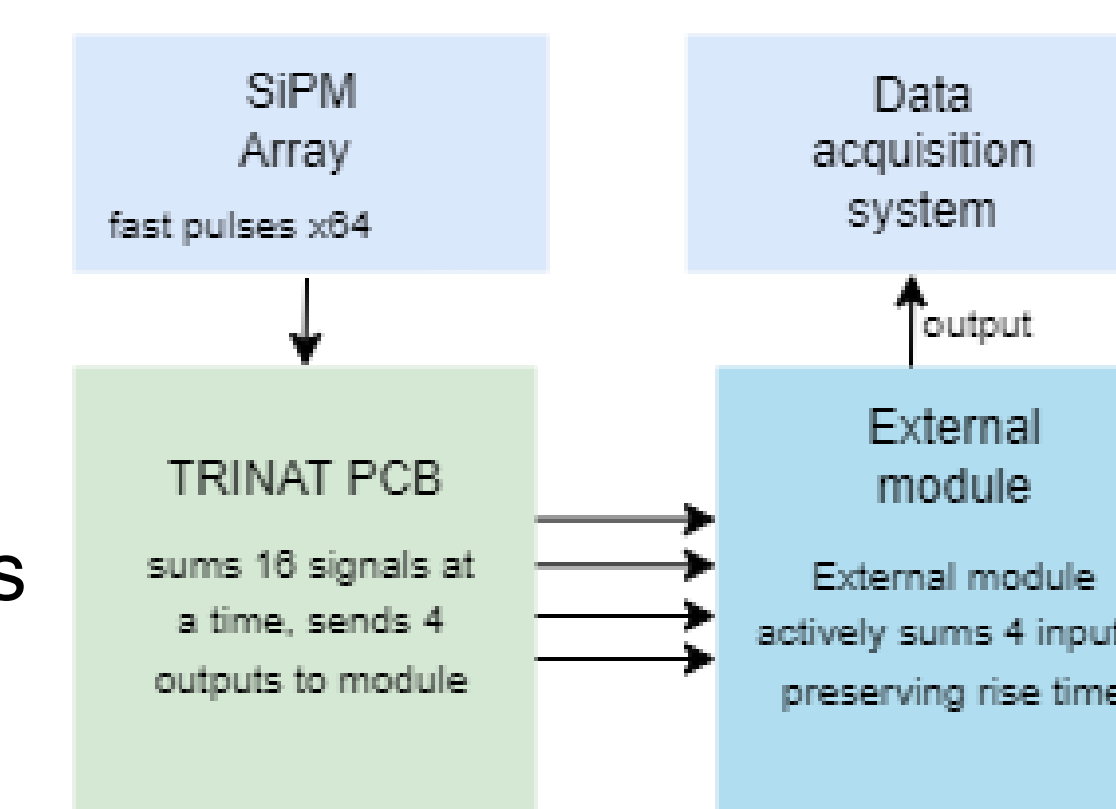 SiPM
Array
fast pulses x64
Data
acquisition
system
output
TRINAT PCB
sums 16 signals at
a time, sends 4
outputs to module
External
module
External module
actively sums 4 input
preserving rise time
s